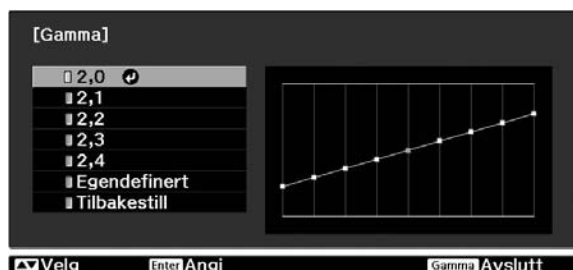 [Gamma]
2,0
2,1
2,2
2,3
2,4
Egendefinert
Tilbakestill
Velg Enter Angi Gamma Avslutt